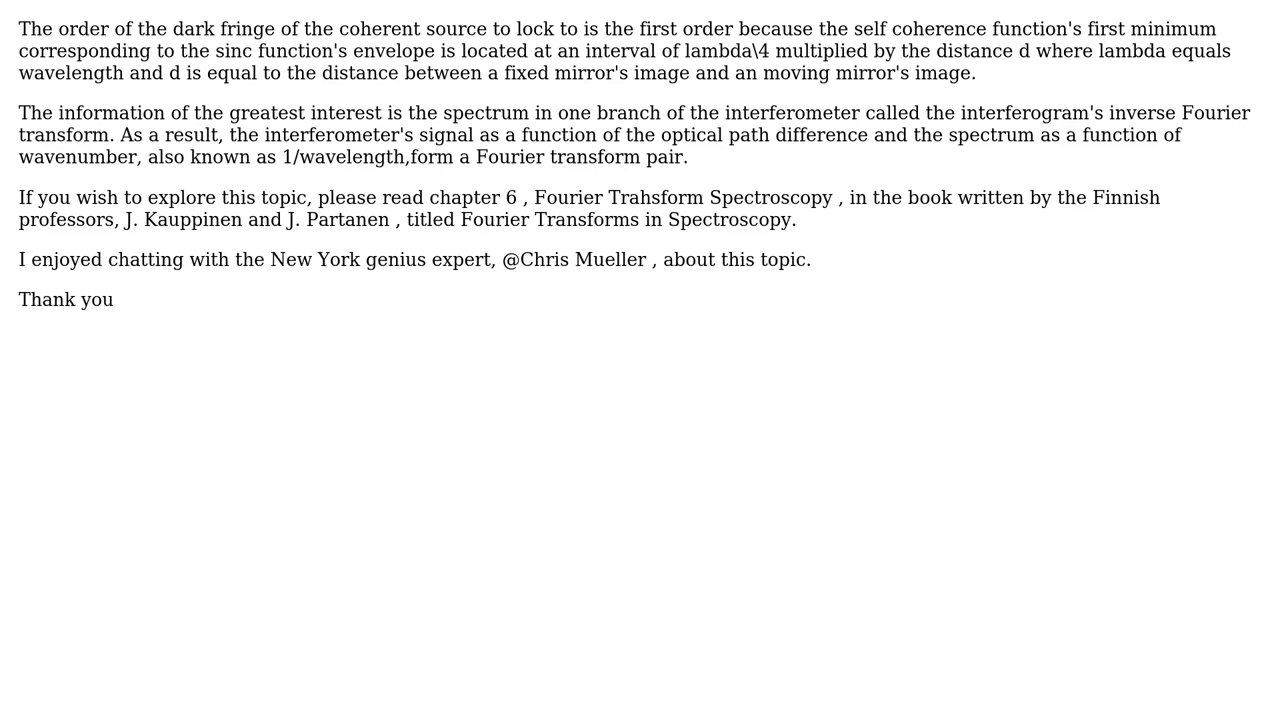 The order of the dark fringe of the coherent source to lock to is the first order because the self coherence function's first minimum
corresponding to the sinc function's envelope is located at an interval of lambda\4 multiplied by the distance d where lambda equals
wavelength and d is equal to the distance between a fixed mirror's image and an moving mirror's image.
The information of the greatest interest is the spectrum in one branch of the interferometer called the interferogram's inverse Fourier
transform. As a result, the interferometer's signal as a function of the optical path difference and the spectrum as a function of
wavenumber, also known as 1/wavelength,form a Fourier transform pair.
If you wish to explore this topic, please read chapter 6 , Fourier Trahsform Spectroscopy , in the book written by the Finnish
professors, J. Kauppinen and J. Partanen , titled Fourier Transforms in Spectroscopy.
I enjoyed chatting with the New York genius expert, @Chris Mueller , about this topic.
Thank you